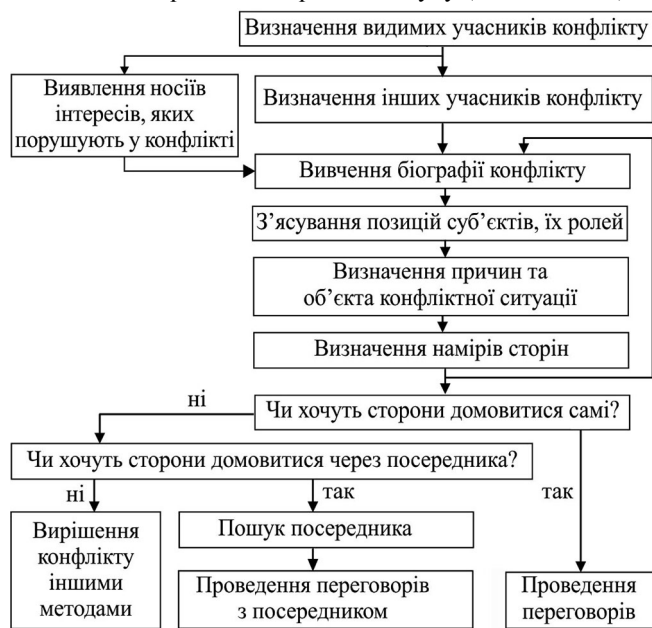 Визначення видимих учасників конфлікту
Виявлення носіїв
інтересів, яких
порушують у конфлікті
Визначення інших учасників конфлікту
Вивчення біографії конфлікту
З’ясування позицій суб’єктів, їх ролей
Визначення причин та
об’єкта конфліктної ситуації
Визначення намірів сторін
ні
Чи хочуть сторони домовитися самі?
Чи хочуть сторони домовитися через посередника?
ні
так
так
Вирішення
конфлікту
іншими
методами
Пошук посередника
Проведення переговорів
з посередником
Проведення
переговорів